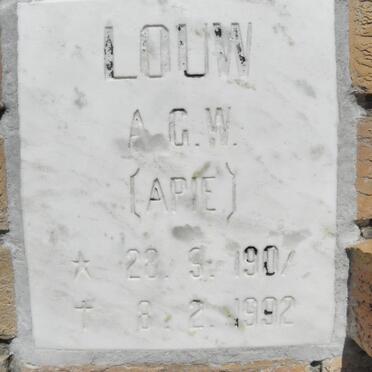 LOUW
A.G.W.
(APIE)
★ 23.9.1907
† 8.2.1992